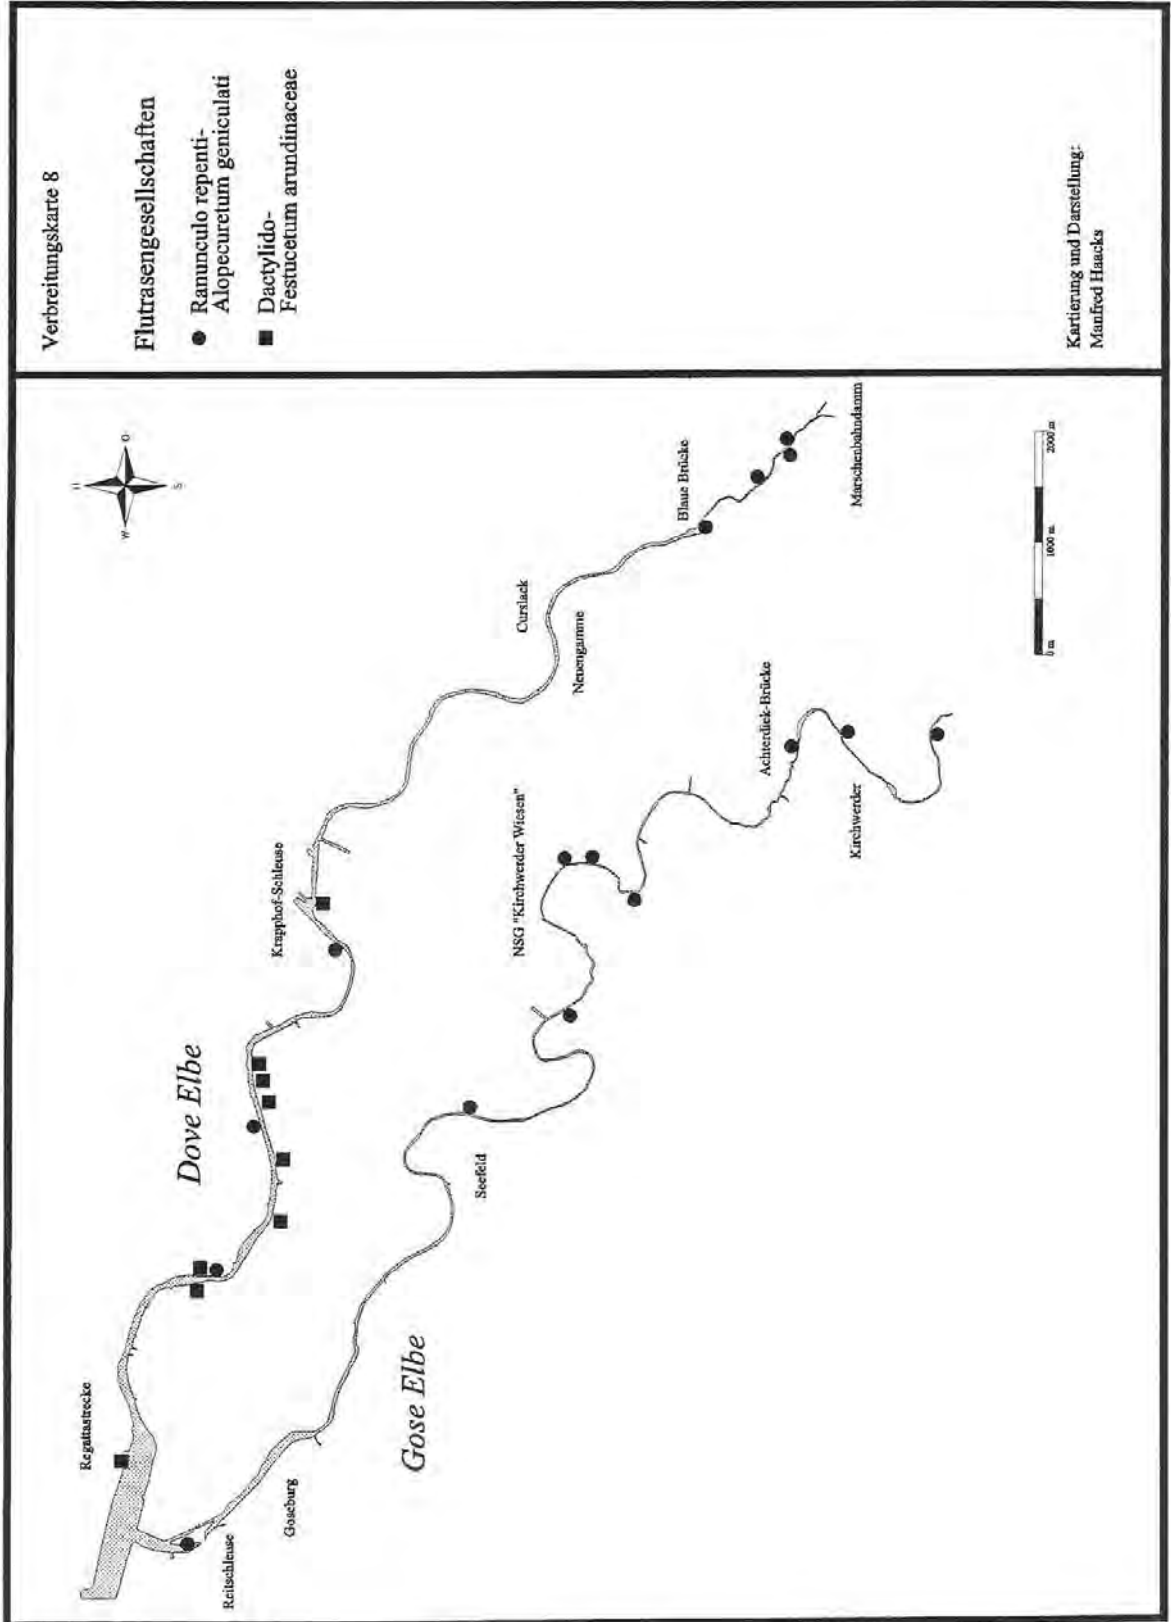 Verbreitungskarte 8
Flutrasengesellschaften
Ranunculo repenti-
Alopecuretum geniculati
Dactylido-
Festucetum arundinaceae
Kartierung und Darstellung:
Manfred Haacks
n
W
O
S
Regattastrecke
Reitschleuse
Goseburg
Dove Elbe
Gose Elbe
Krapphof-Schleuse
Seefeld
NSG "Kirchwerder Wiesen"
Curslack
Neuengamme
Blaue Brücke
Achterdiek-Brücke
Kirchwerder
Marschenbahndamm
0 m
1000 m
2000 m